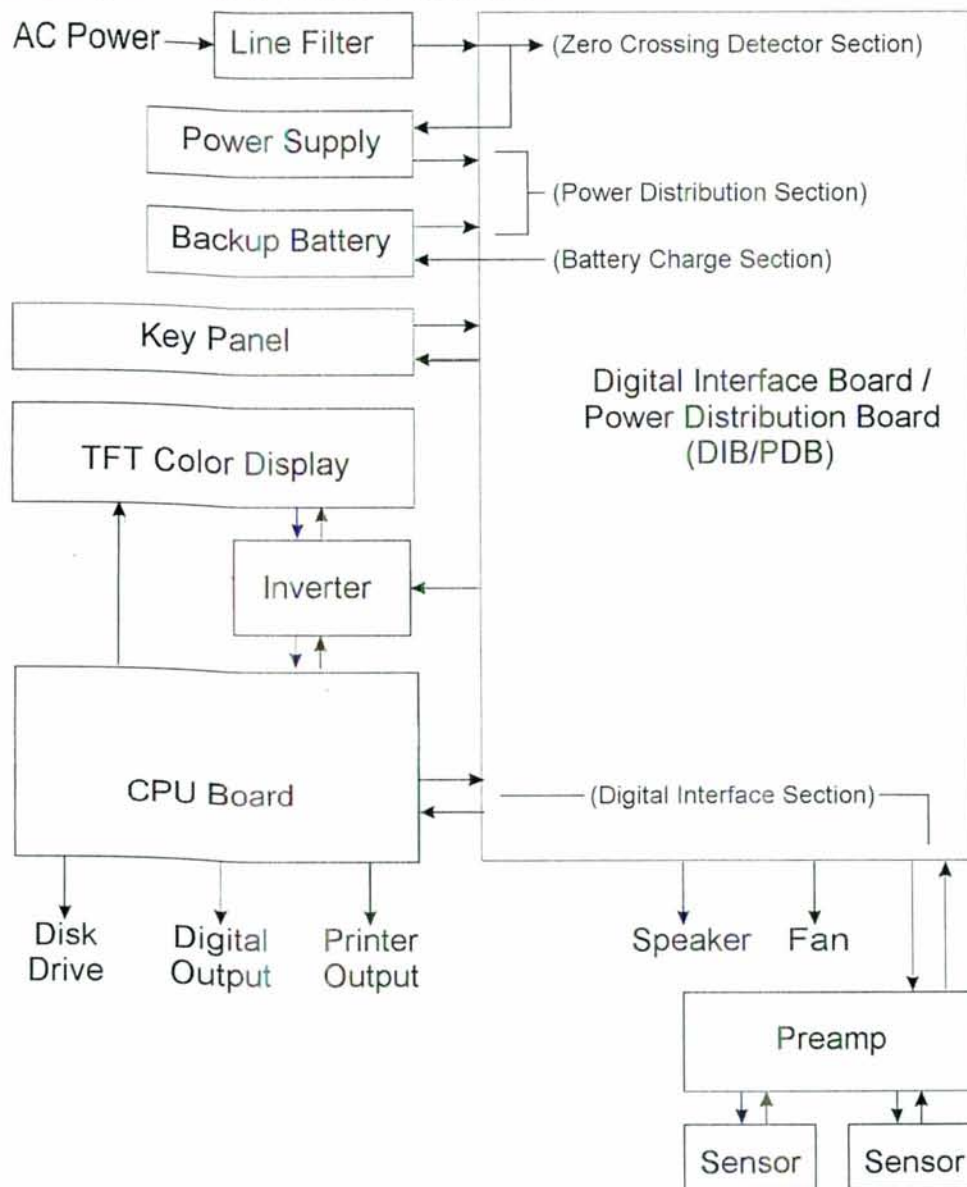 AC Power
Line Filter
(Zero Crossing Detector Section)
Power Supply
(Power Distribution Section)
Backup Battery
(Battery Charge Section)
Key Panel
Digital Interface Board /
Power Distribution Board
(DIB/PDB)
TFT Color Display
Inverter
CPU Board
(Digital Interface Section)
Disk
Drive
Digital
Output
Printer
Output
Speaker
Fan
Preamp
Sensor
Sensor